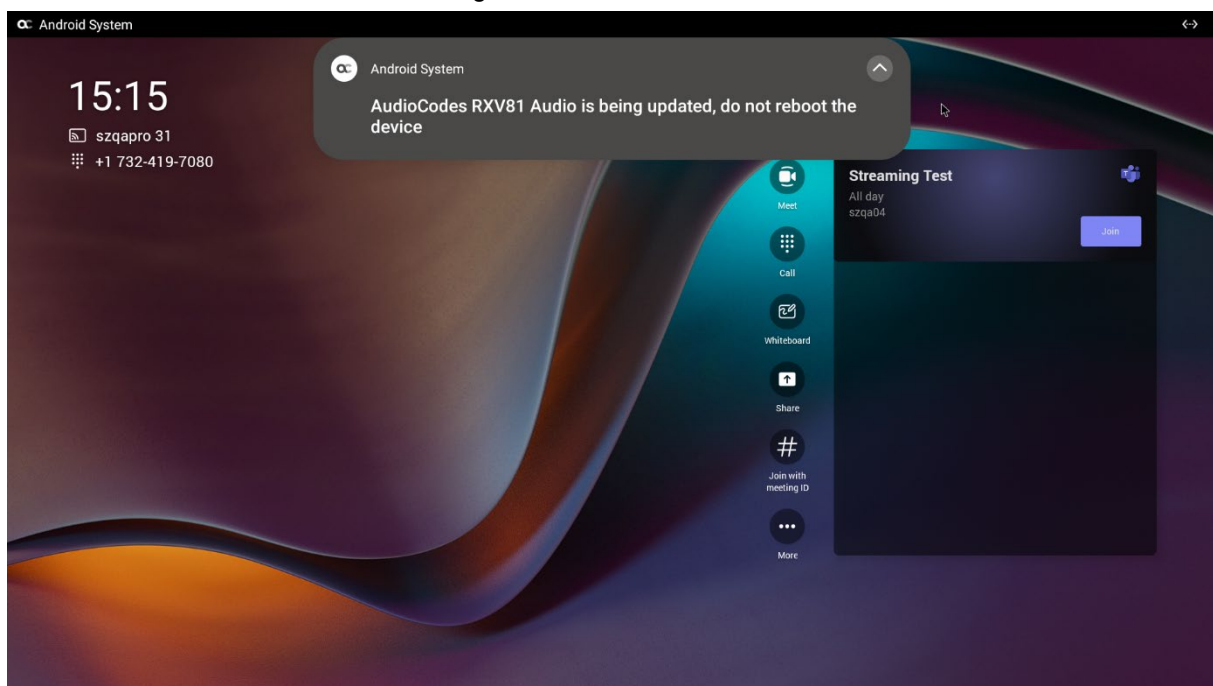 Android System
Android System
AudioCodes RXV81 Audio is being updated, do not reboot the
device
15:15
szqapro 31
+1 732-419-7080
Meet
Call
Whiteboard
Share
Join with
meeting ID
More
Streaming Test
All day
szqa04
Join